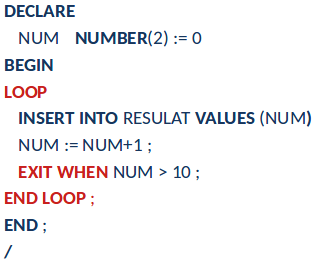 DECLARE
NUM NUMBER(2) := 0
BEGIN
LOOP
INSERT INTO RESULAT VALUES (NUM)
NUM := NUM+1 ;
EXIT WHEN NUM > 10 ;
END LOOP ;
END ;
/